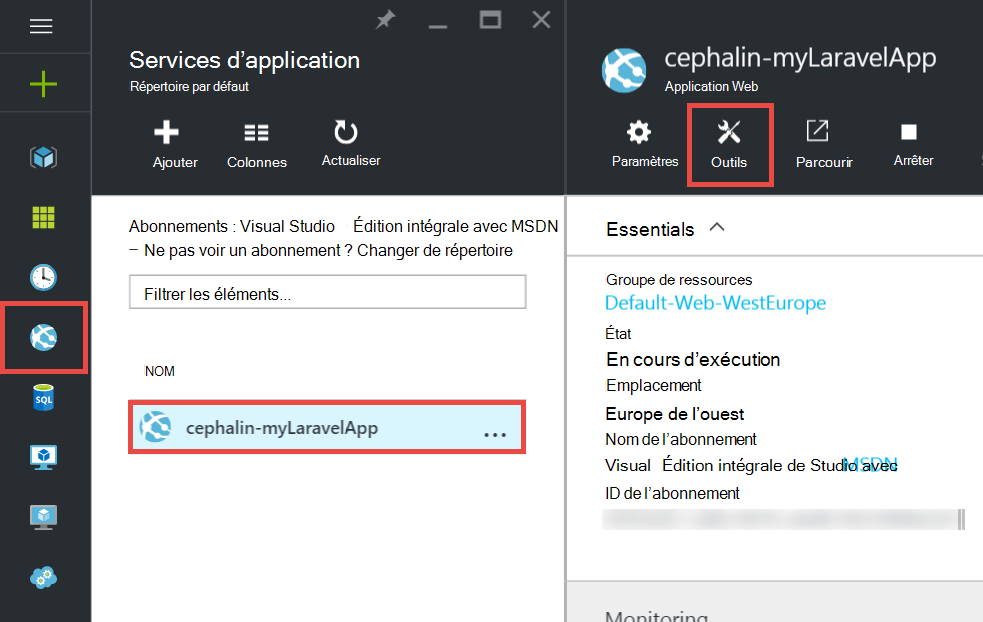 Services d’application
Répertoire par défaut
Ajouter
Colonnes
Actualiser
Abonnements : Visual Studio Édition intégrale avec MSDN
– Ne pas voir un abonnement ? Changer de répertoire
Filtrer les éléments...
NOM
cephalin-myLaravelApp
...
SQL
cephalin-myLaravelApp
Application Web
Paramètres
Outils
Parcourir
Arrêter
Essentials
Groupe de ressources
Default-Web-WestEurope
État
En cours d’exécution
Emplacement
Europe de l’ouest
Nom de l’abonnement
Visual Édition intégrale de Studio avec MSDN
ID de l’abonnement
Monitoring